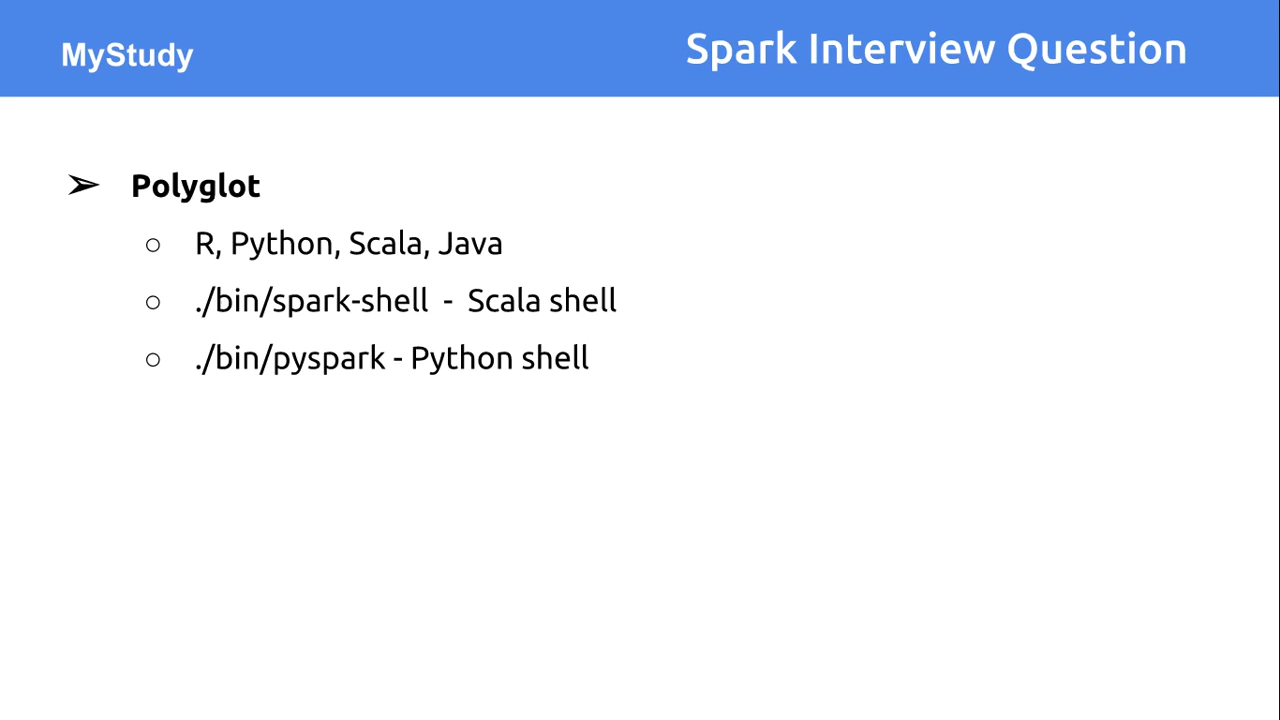 MyStudy
Spark Interview Question
➢ Polyglot
○ R, Python, Scala, Java
○ ./bin/spark-shell - Scala shell
○ ./bin/pyspark - Python shell